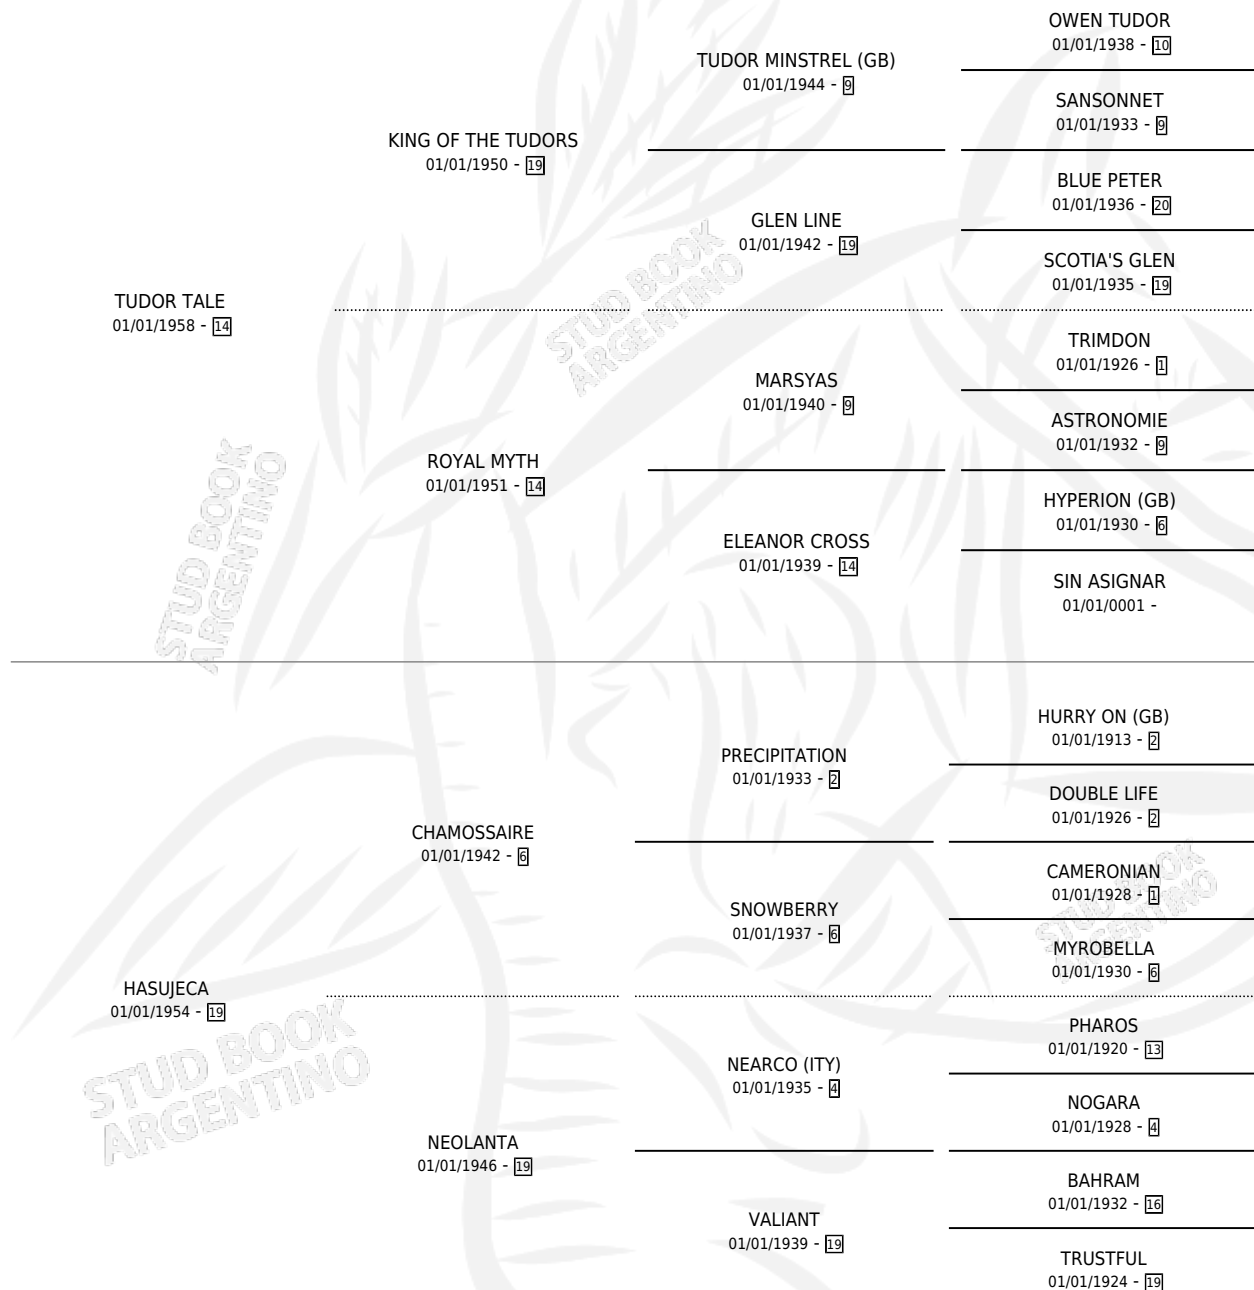 OWEN TUDOR
01/01/1938 - 10
TUDOR MINSTREL (GB)
01/01/1944 - 9
SANSONNET
01/01/1933 - 9
KING OF THE TUDORS
01/01/1950 - 19
BLUE PETER
01/01/1936 - 20
GLEN LINE
01/01/1942 - 19
SCOTIA'S GLEN
01/01/1935 - 19
TUDOR TALE
01/01/1958 - 14
TRIMDON
01/01/1926 - 1
MARSYAS
01/01/1940 - 9
ASTRONOMIE
01/01/1932 - 9
ROYAL MYTH
01/01/1951 - 14
HYPERION (GB)
01/01/1930 - 6
ELEANOR CROSS
01/01/1939 - 14
SIN ASIGNAR
01/01/0001 -
HURRY ON (GB)
01/01/1913 - 2
PRECIPITATION
01/01/1933 - 2
DOUBLE LIFE
01/01/1926 - 2
CHAMOSSAIRE
01/01/1942 - 6
CAMERONIAN
01/01/1928 - 1
SNOWBERRY
01/01/1937 - 6
MYROBELLA
01/01/1930 - 6
HASUJECA
01/01/1954 - 19
PHAROS
01/01/1920 - 13
NEARCO (ITY)
01/01/1935 - 4
NOGARA
01/01/1928 - 4
NEOLANTA
01/01/1946 - 19
BAHRAM
01/01/1932 - 16
VALIANT
01/01/1939 - 19
TRUSTFUL
01/01/1924 - 19
STUD BOOK
ARGENTINO
STUD BOOK
ARGENTINO
STUD BOOK
ARGENTINO
STUD BOOK
ARGENTINO